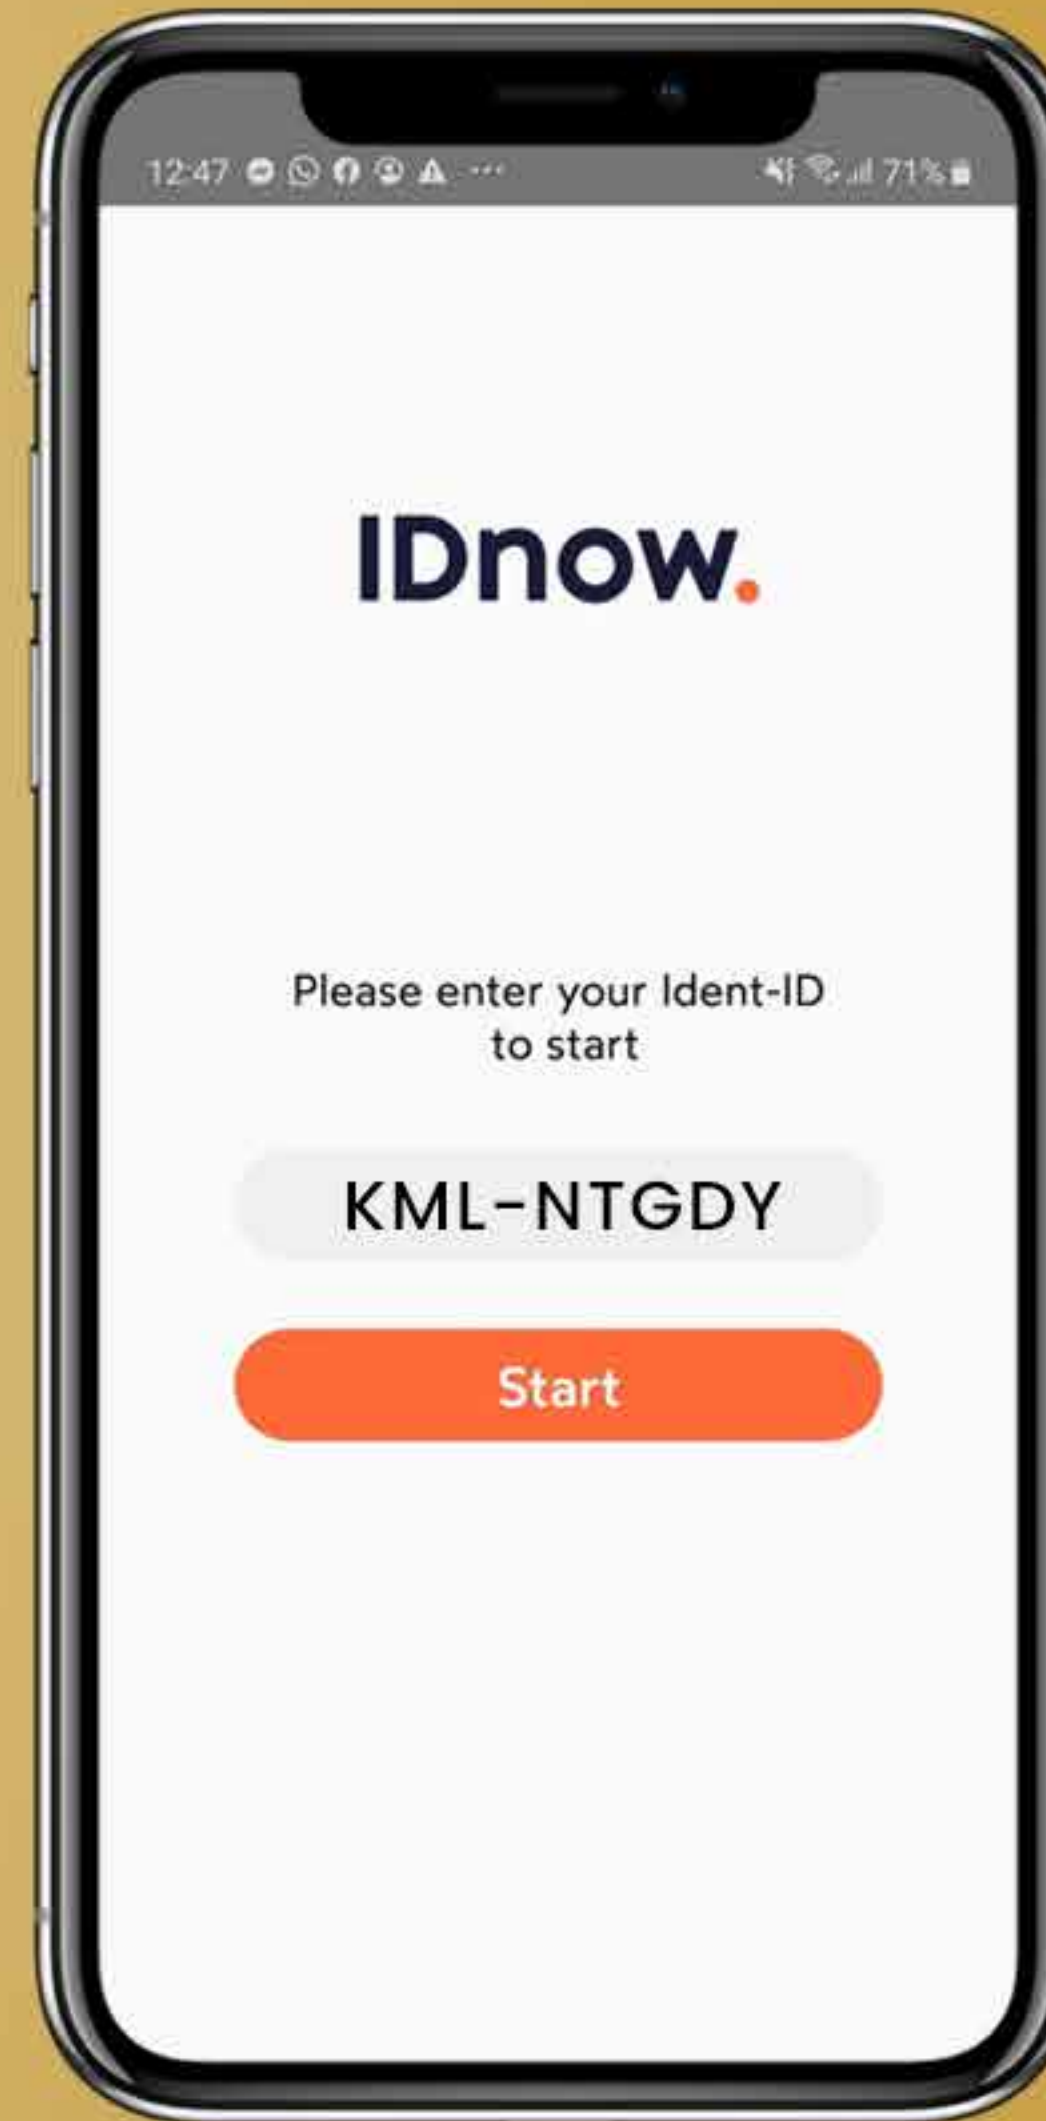 12:47 71%
IDnow.
Please enter your Ident-ID
to start
KML-NTGDY
Start